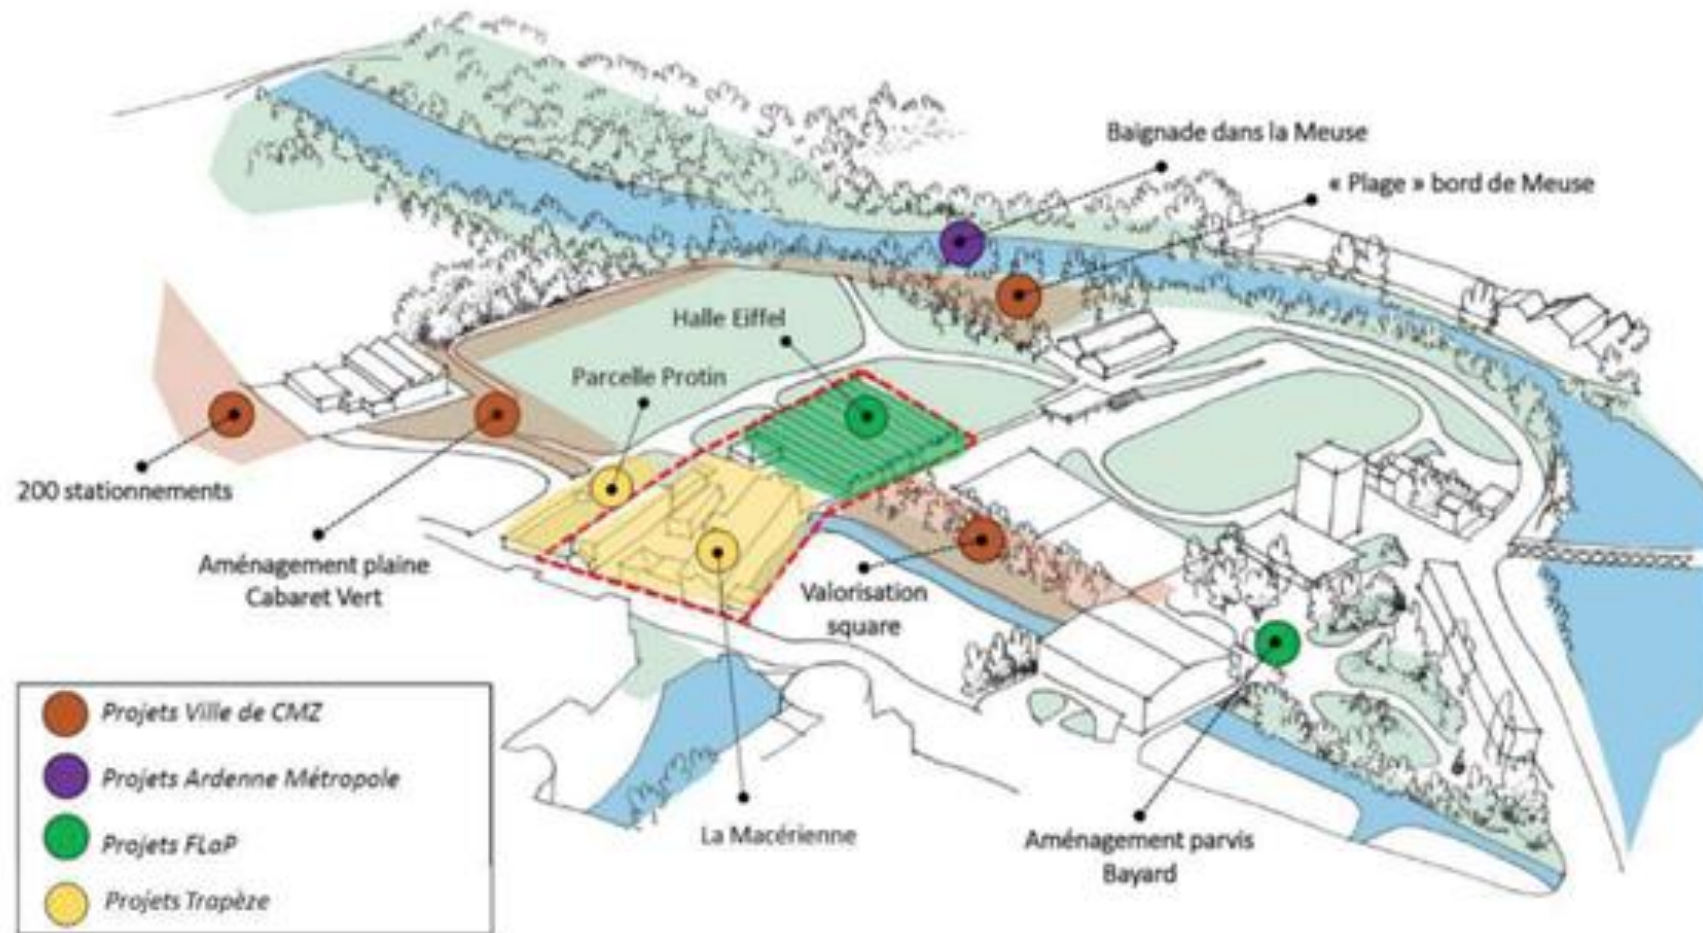 Baignade dans la Meuse
« Plage » bord de Meuse
Halle Eiffel
Parcelle Protin
200 stationnements
Aménagement plaine
Cabaret Vert
Valorisation
square
La Macérienne
Aménagement parvis
Bayard
Projets Ville de CMZ
Projets Ardenne Métropole
Projets FLaP
Projets Trapèze